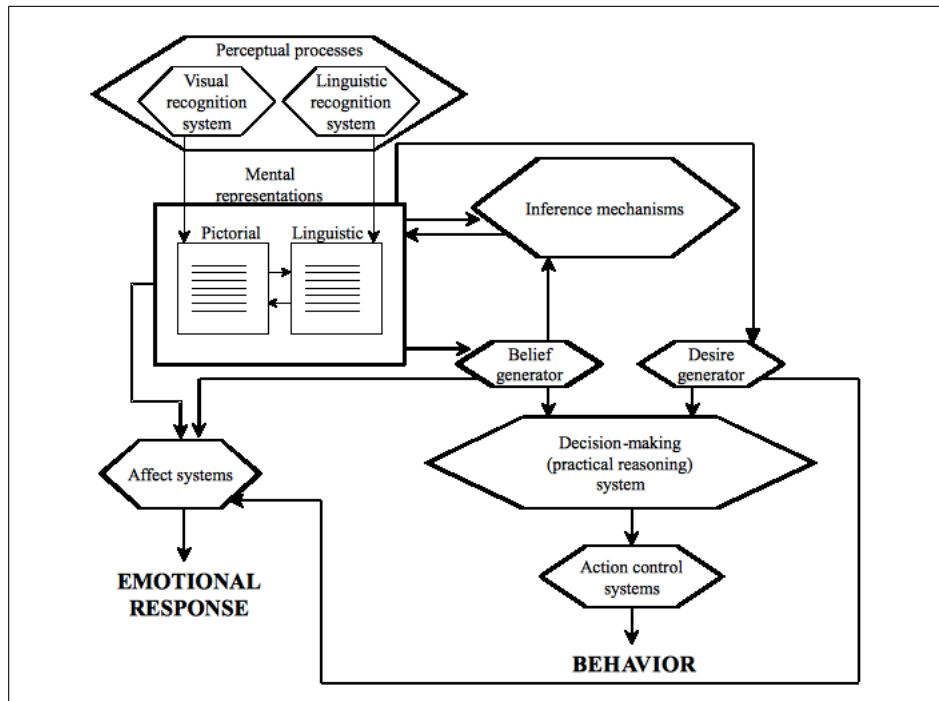 Perceptual processes
Visual
recognition
system
Linguistic
recognition
system
Mental
representations
Pictorial
Linguistic
Inference mechanisms
Belief
generator
Desire
generator
Decision-making
(practical reasoning)
system
Affect systems
Action control
systems
EMOTIONAL
RESPONSE
BEHAVIOR